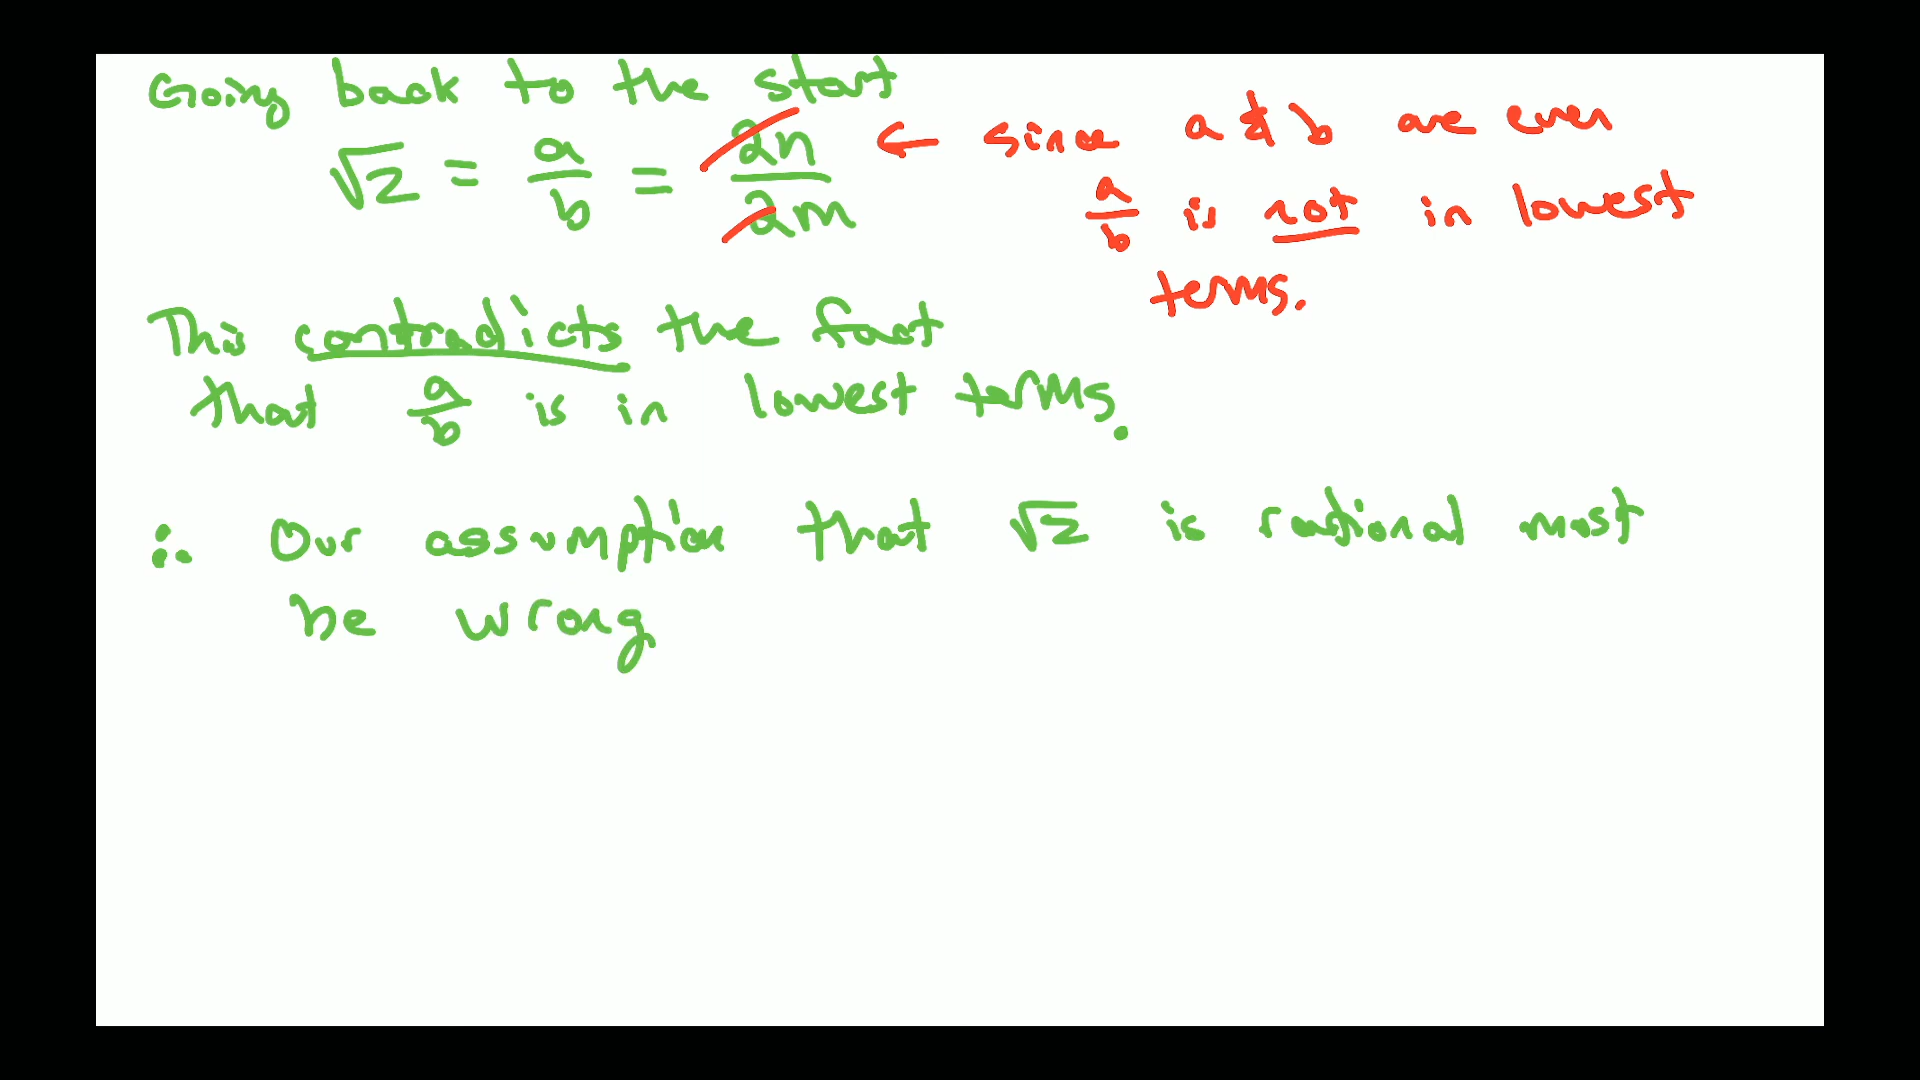 Going back to the start
√2 = a/b = 2n/2m ← since a & b are even
a/b is not in lowest
terms.
This contradicts the fact
that a/b is in lowest terms.
∴ Our assumption that √2 is rational must
be wrong